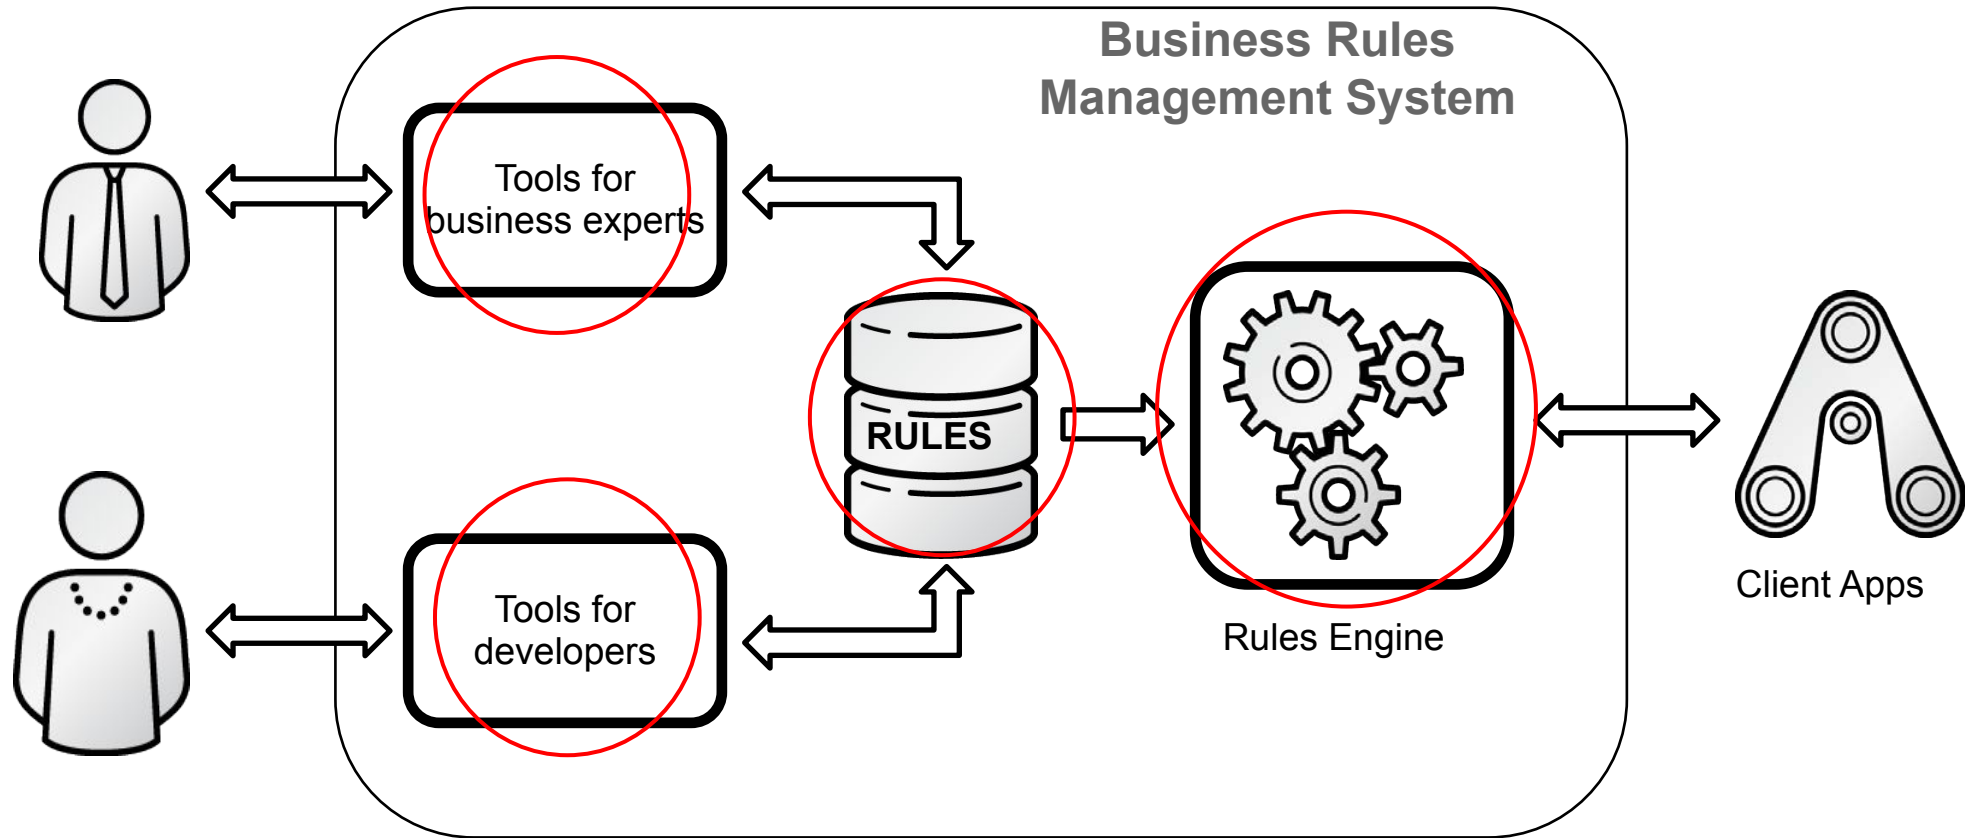 Business Rules
Management System
Tools for
business experts
RULES
Tools for
developers
Rules Engine
Client Apps